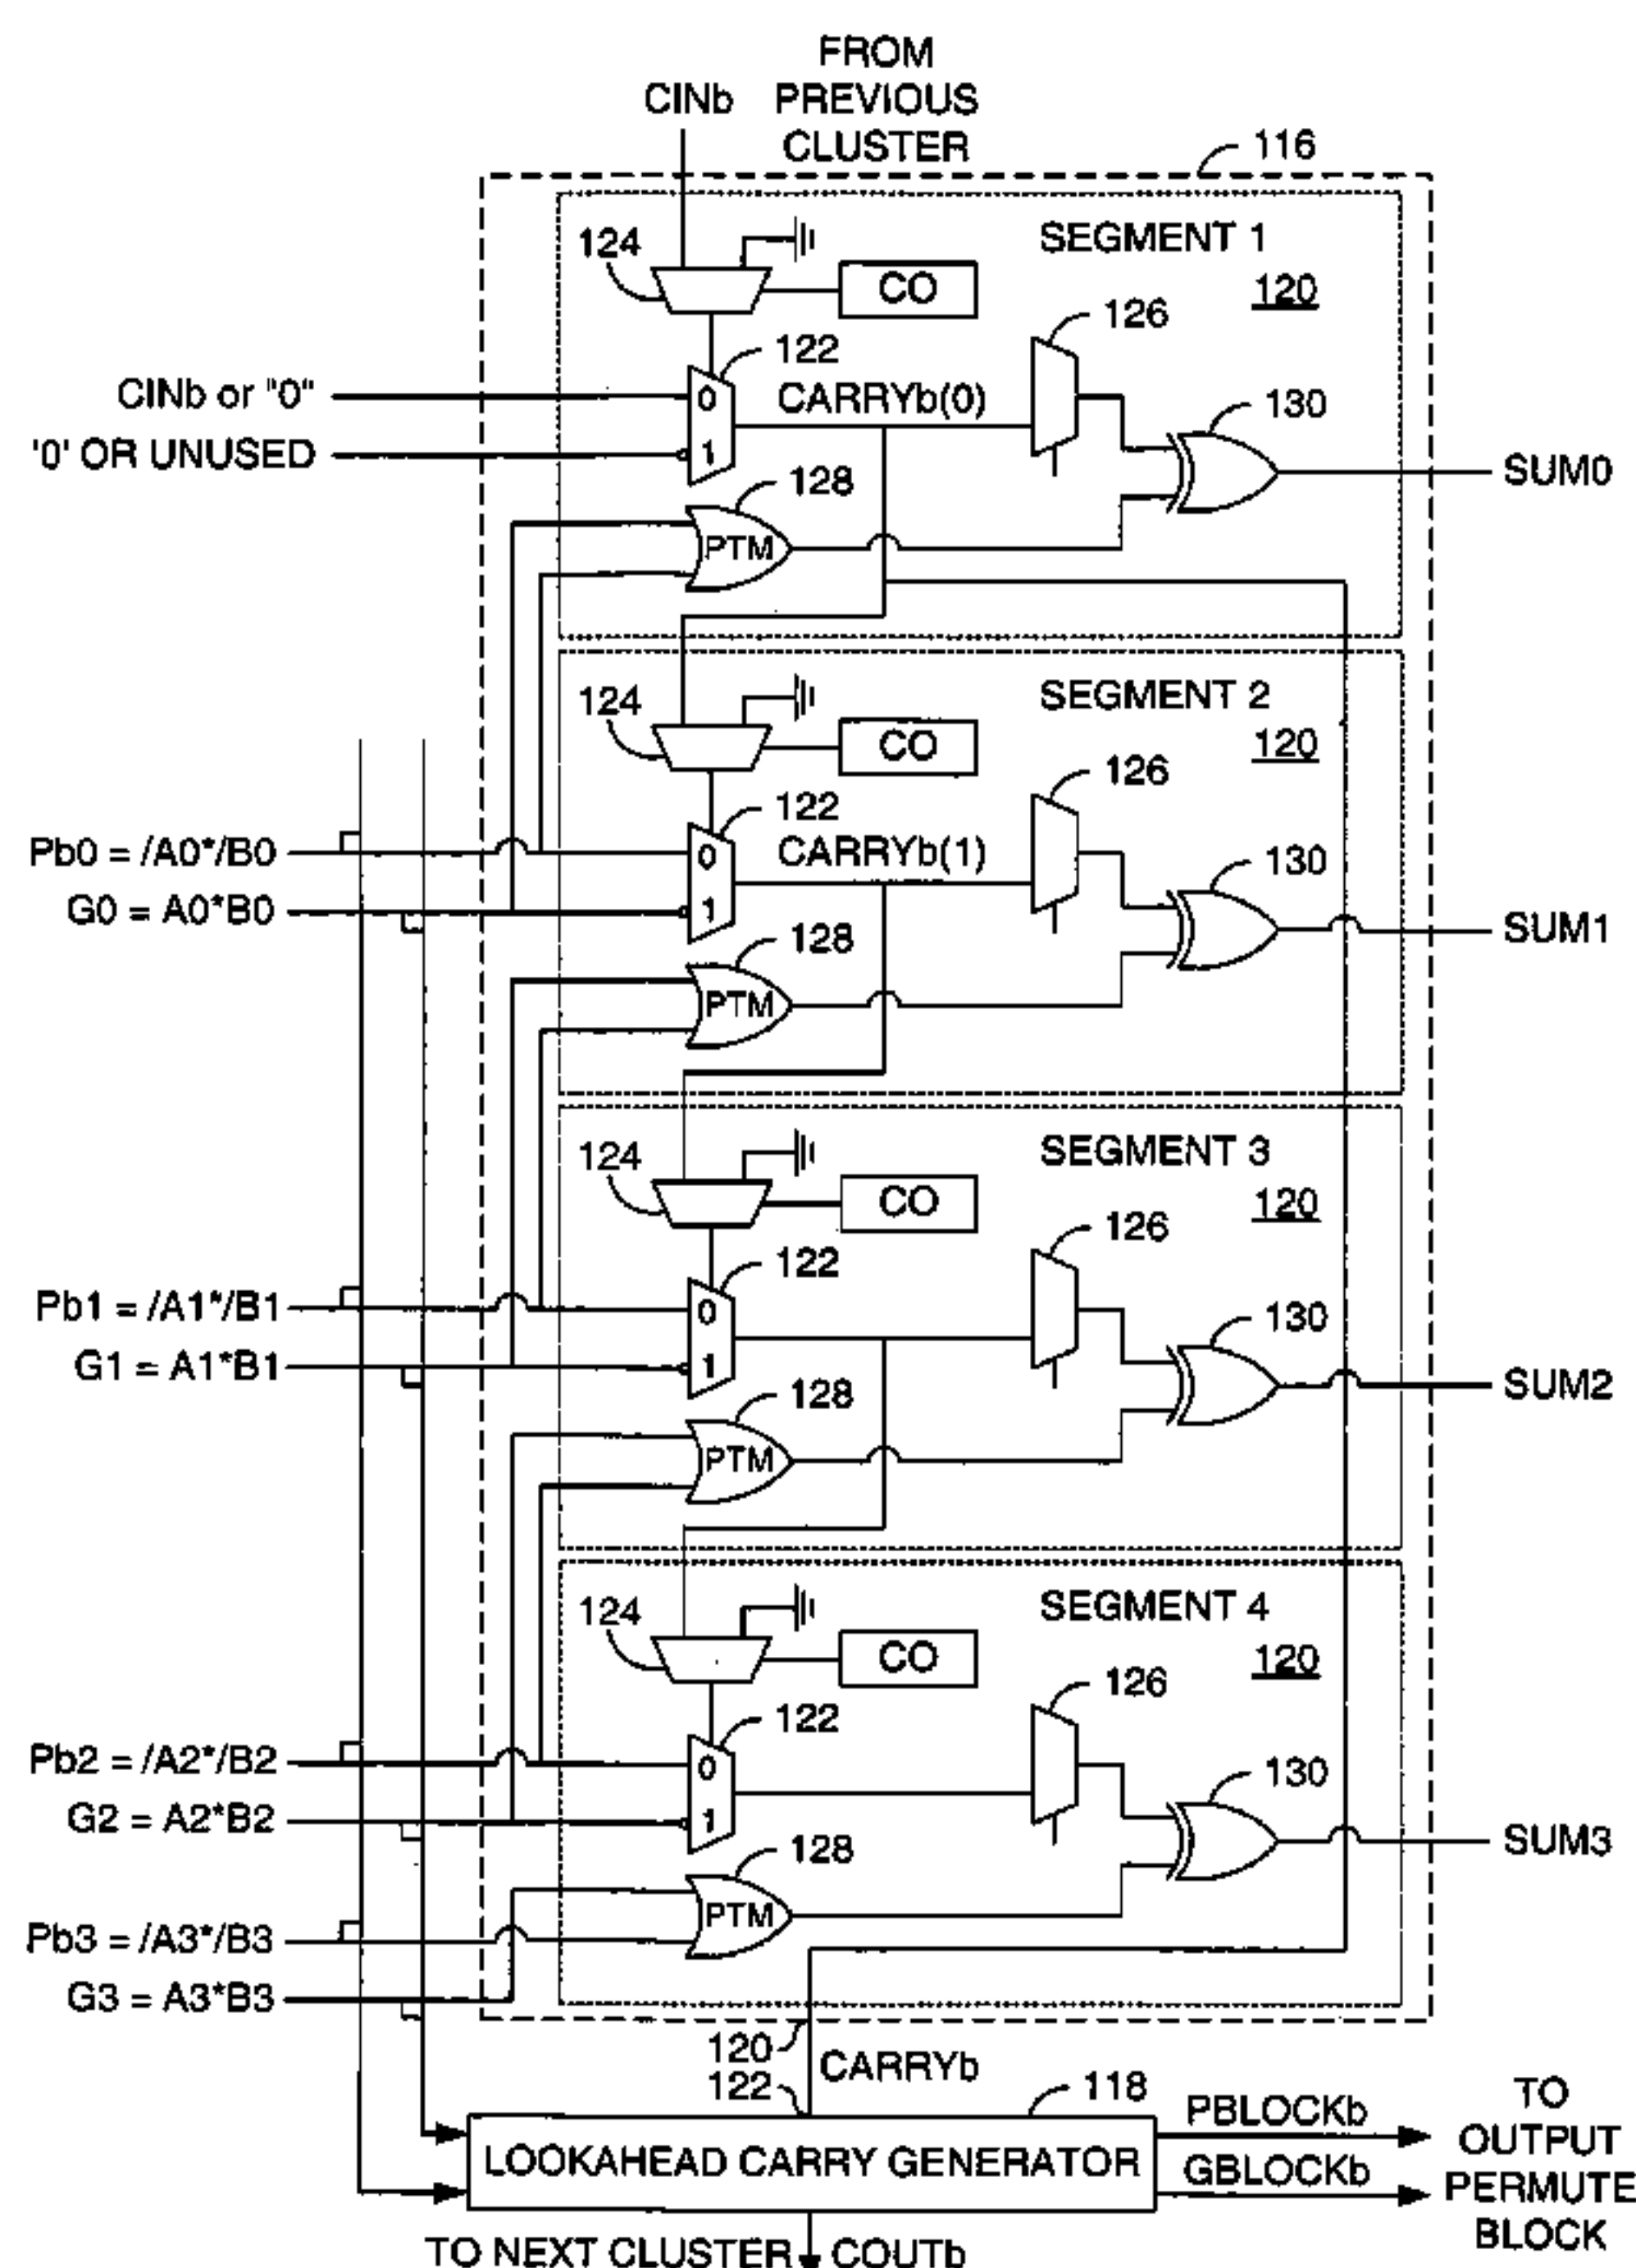 FROM
CINb PREVIOUS
CLUSTER
116
124
SEGMENT 1
CO
120
126
122
CINb or "0"
0
CARRYb(0)
130
'0' OR UNUSED
1
SUM0
128
PTM
124
SEGMENT 2
CO
120
126
122
Pb0 = /A0*/B0
0
CARRYb(1)
130
G0 = A0*B0
1
SUM1
128
PTM
124
SEGMENT 3
CO
120
126
122
Pb1 = /A1*/B1
0
130
G1 = A1*B1
1
SUM2
128
PTM
124
SEGMENT 4
CO
120
126
122
Pb2 = /A2*/B2
0
130
G2 = A2*B2
1
SUM3
128
PTM
Pb3 = /A3*/B3
G3 = A3*B3
120
CARRYb
122
118
LOOKAHEAD CARRY GENERATOR
PBLOCKb
GBLOCKb
TO
OUTPUT
PERMUTE
BLOCK
TO NEXT CLUSTER COUTb